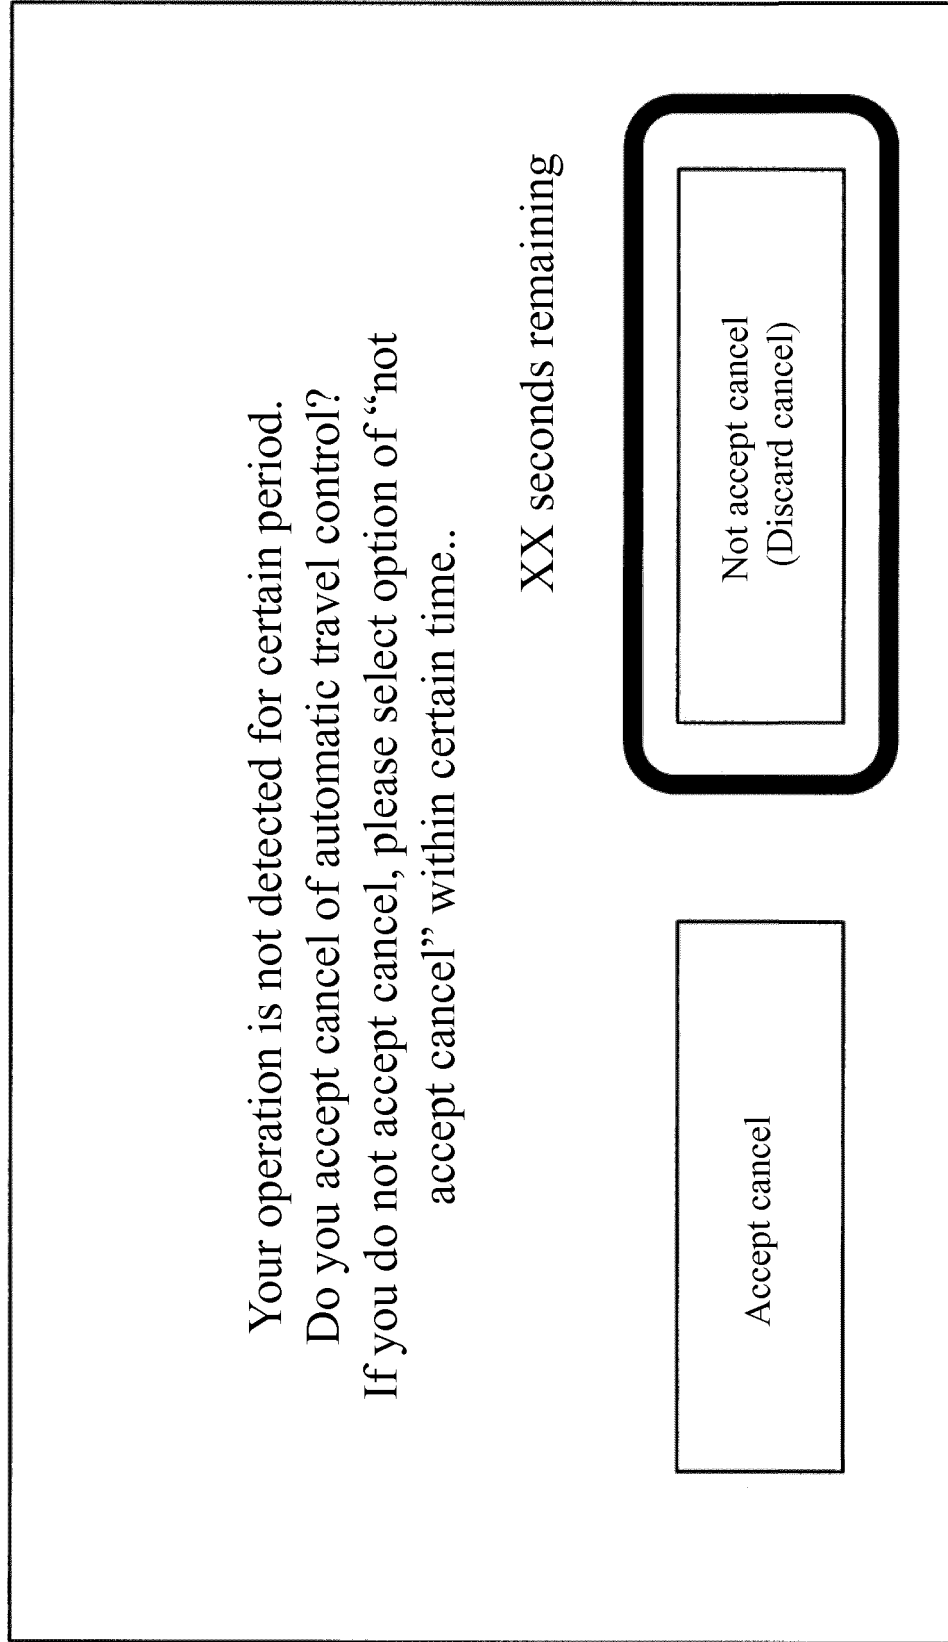 Your operation is not detected for certain period.
Do you accept cancel of automatic travel control?
If you do not accept cancel, please select option of “not
accept cancel” within certain time..
XX seconds remaining
Accept cancel
Not accept cancel
(Discard cancel)